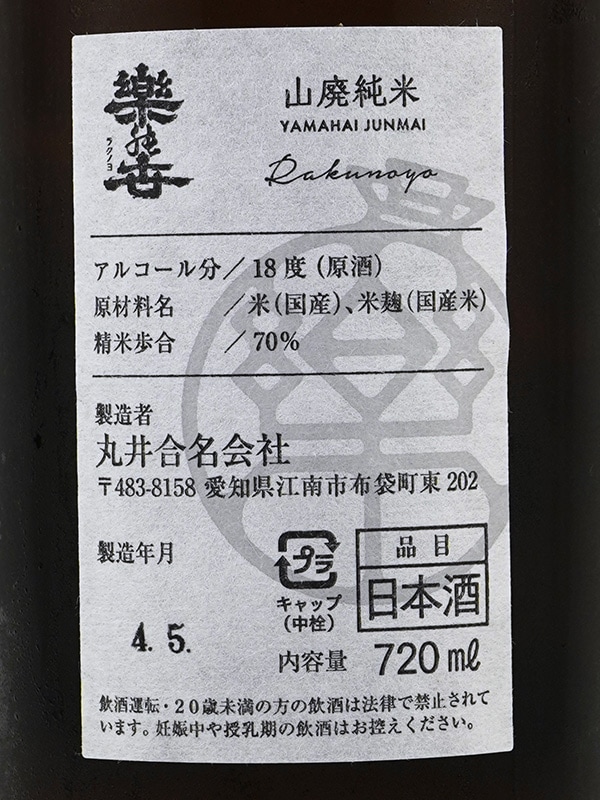 樂の世
ラクノヨ
山廃純米
YAMAHAI JUNMAI
Rakunoyo
アルコール分／18度（原酒）
原材料名　／米（国産）、米麹（国産米）
精米歩合　／70%
製造者
丸井合名会社
〒483-8158 愛知県江南市布袋町東202
製造年月
4. 5.
プラ
キャップ
（中栓）
品目
日本酒
内容量 720㎖
飲酒運転・20歳未満の方の飲酒は法律で禁止されて
います。妊娠中や授乳期の飲酒はお控えください。